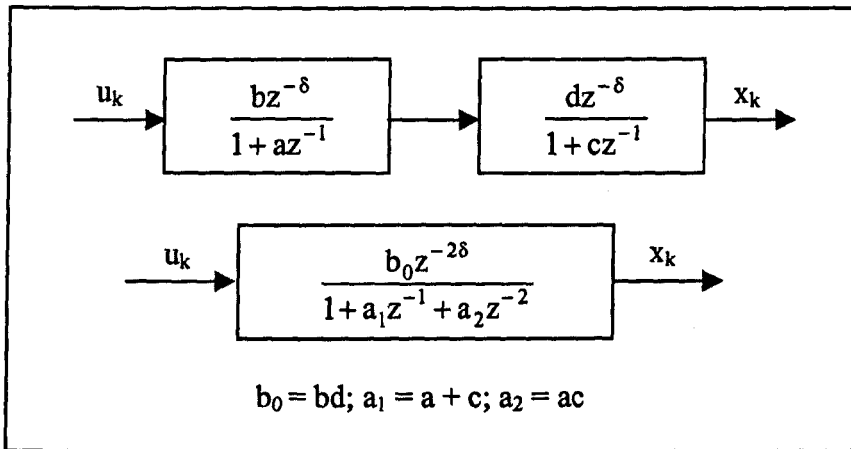 u_k bz^{-δ} / 1 + az^{-1} dz^{-δ} / 1 + cz^{-1} x_k
u_k b_0z^{-2δ} / 1 + a_1z^{-1} + a_2z^{-2} x_k
b_0 = bd; a_1 = a + c; a_2 = ac